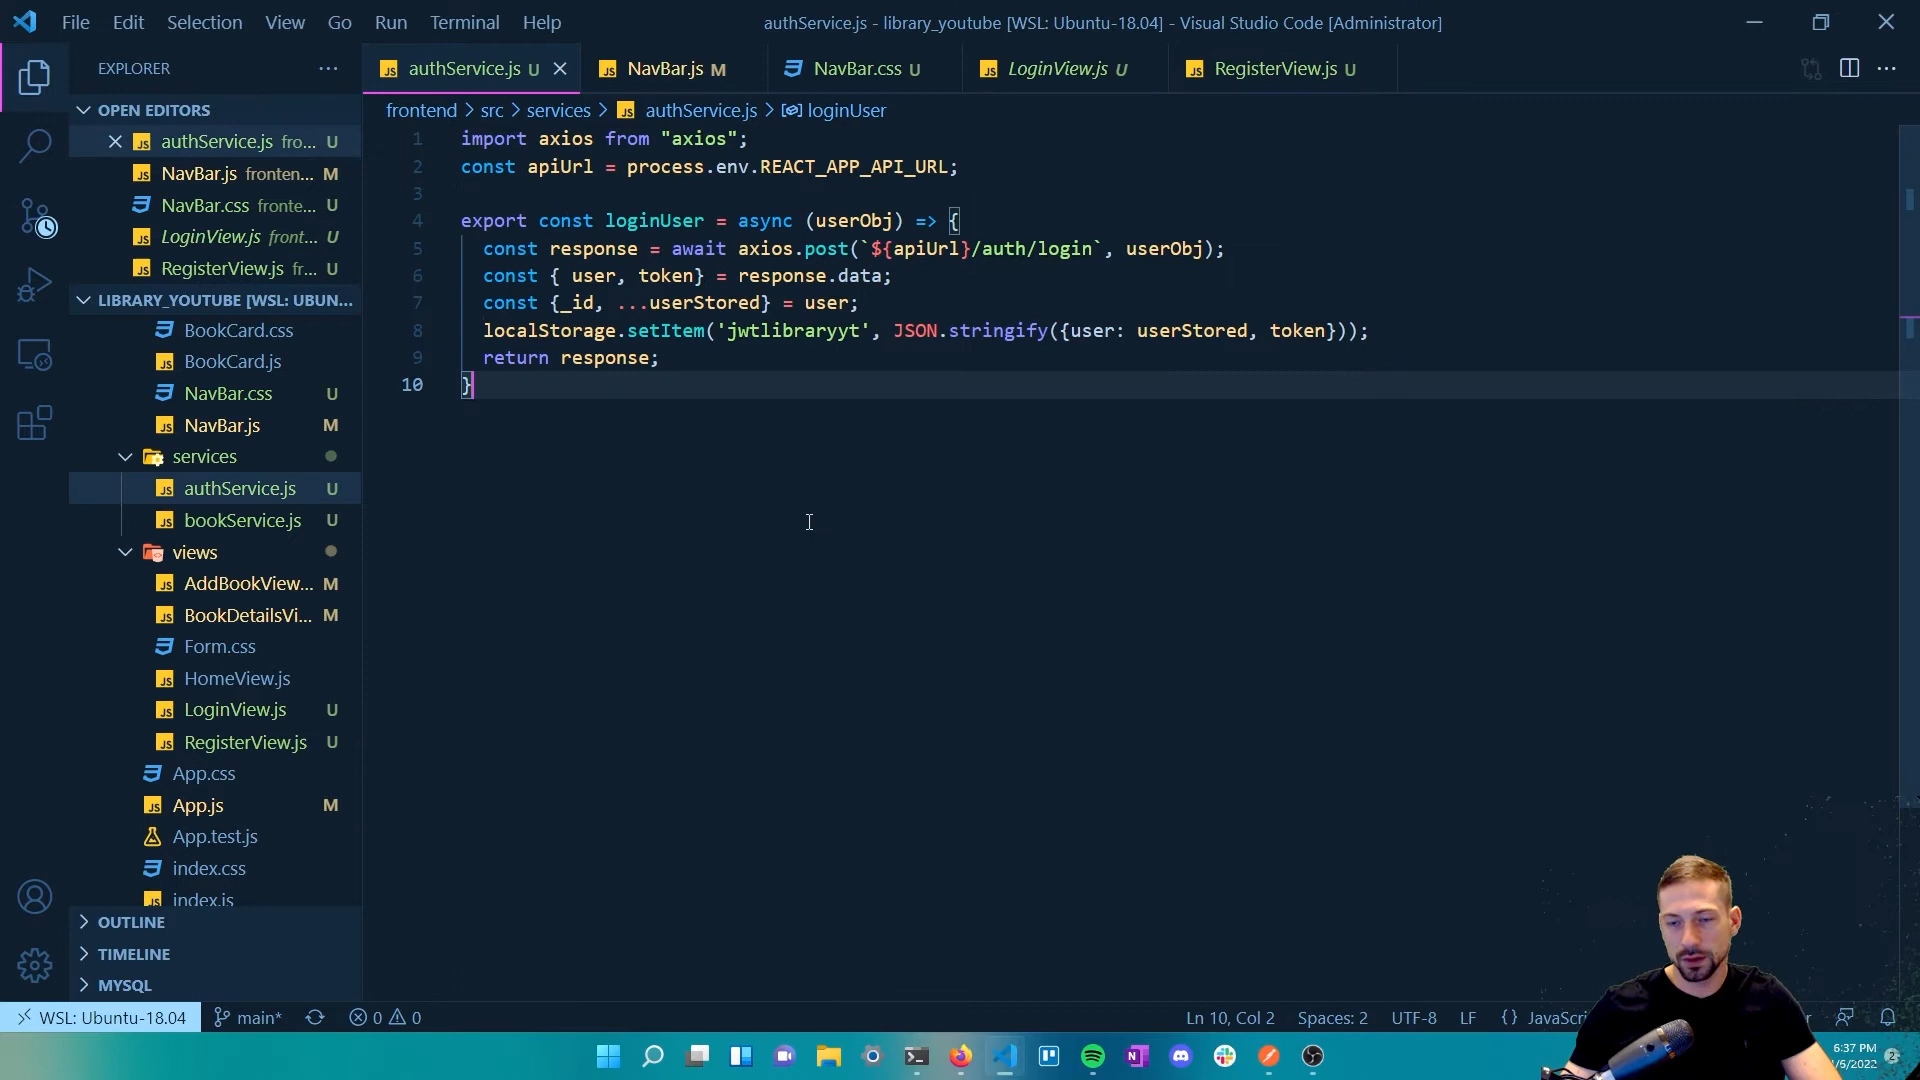 File Edit Selection View Go Run Terminal Help
authService.js - library_youtube [WSL: Ubuntu-18.04] - Visual Studio Code [Administrator]
EXPLORER
authService.js U
NavBar.js M
NavBar.css U
LoginView.js U
RegisterView.js U
OPEN EDITORS
authService.js fro... U
NavBar.js fronten... M
NavBar.css fronte... U
LoginView.js front... U
RegisterView.js fr... U
LIBRARY_YOUTUBE [WSL: UBUN...
BookCard.css
BookCard.js
NavBar.css U
NavBar.js M
services
authService.js U
bookService.js U
views
AddBookView... M
BookDetailsVi... M
Form.css
HomeView.js
LoginView.js U
RegisterView.js U
App.css
App.js M
App.test.js
index.css
index.js
OUTLINE
TIMELINE
MYSQL
frontend > src > services > authService.js > loginUser
1 import axios from "axios";
2 const apiUrl = process.env.REACT_APP_API_URL;
3
4 export const loginUser = async (userObj) => {
5 const response = await axios.post(`${apiUrl}/auth/login`, userObj);
6 const { user, token} = response.data;
7 const {_id, ...userStored} = user;
8 localStorage.setItem('jwtlibraryyt', JSON.stringify({user: userStored, token}));
9 return response;
10 }
WSL: Ubuntu-18.04 main* 0 0
Ln 10, Col 2 Spaces: 2 UTF-8 LF {} JavaScri
6:37 PM
/6/2022
2